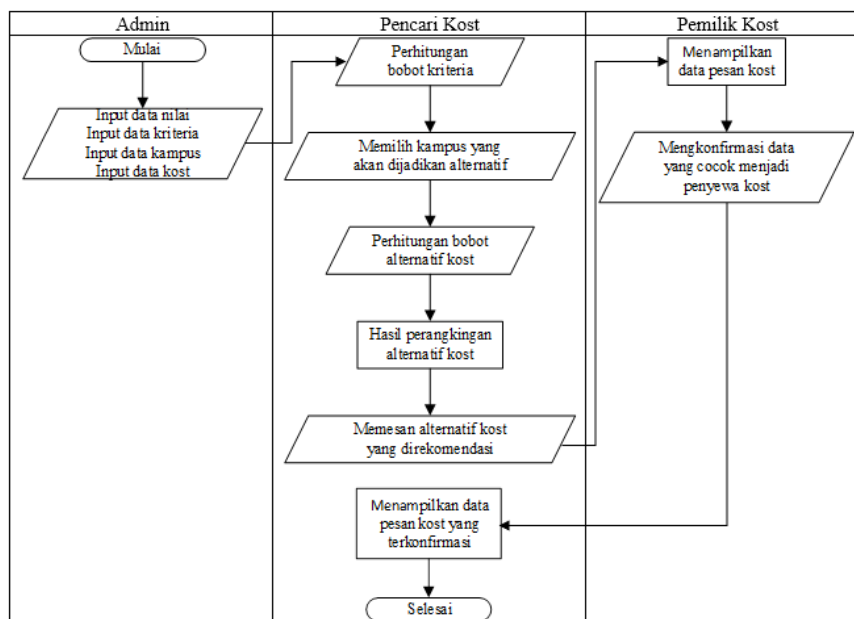 Admin
Pencari Kost
Pemilik Kost
Mulai
Input data nilai
Input data kriteria
Input data kampus
Input data kost
Perhitungan
bobot kriteria
Memilih kampus yang
akan dijadikan alternatif
Perhitungan bobot
alternatif kost
Hasil perangkingan
alternatif kost
Memesan alternatif kost
yang direkomendasi
Menampilkan
data pesan kost
Mengkonfirmasi data
yang cocok menjadi
penyewa kost
Menampilkan data
pesan kost yang
terkonfirmasi
Selesai